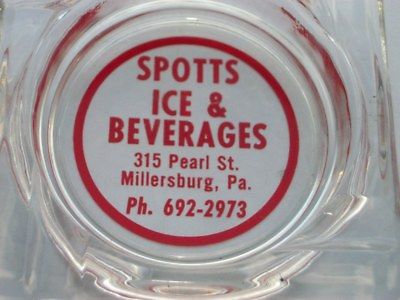 SPOTTS
ICE &
BEVERAGES
315 Pearl St.
Millersburg, Pa.
Ph. 692-2973